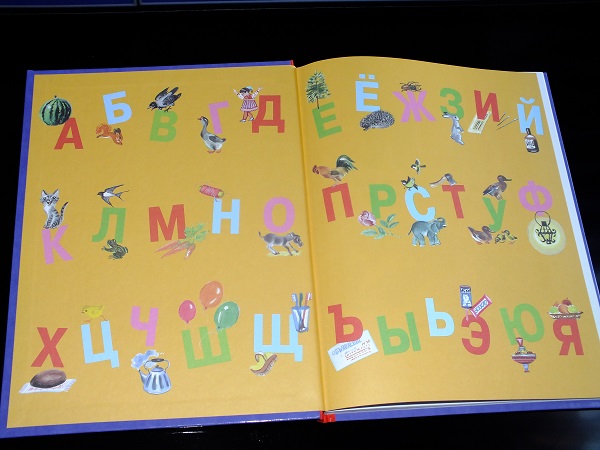 А Б В Г Д
Е Ё Ж З И Й
К Л М Н О
П Р С Т У Ф
Х Ц Ч Ш Щ
Ъ Ы Ь Э Ю Я